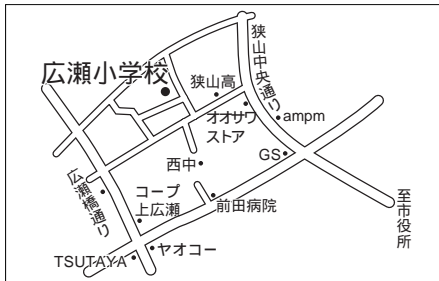 広瀬小学校
狭山中央通り
狭山高
オオサワ
ストア
ampm
西中
GS
広瀬橋通り
コープ
上広瀬
前田病院
至市役所
ヤオコー
TSUTAYA